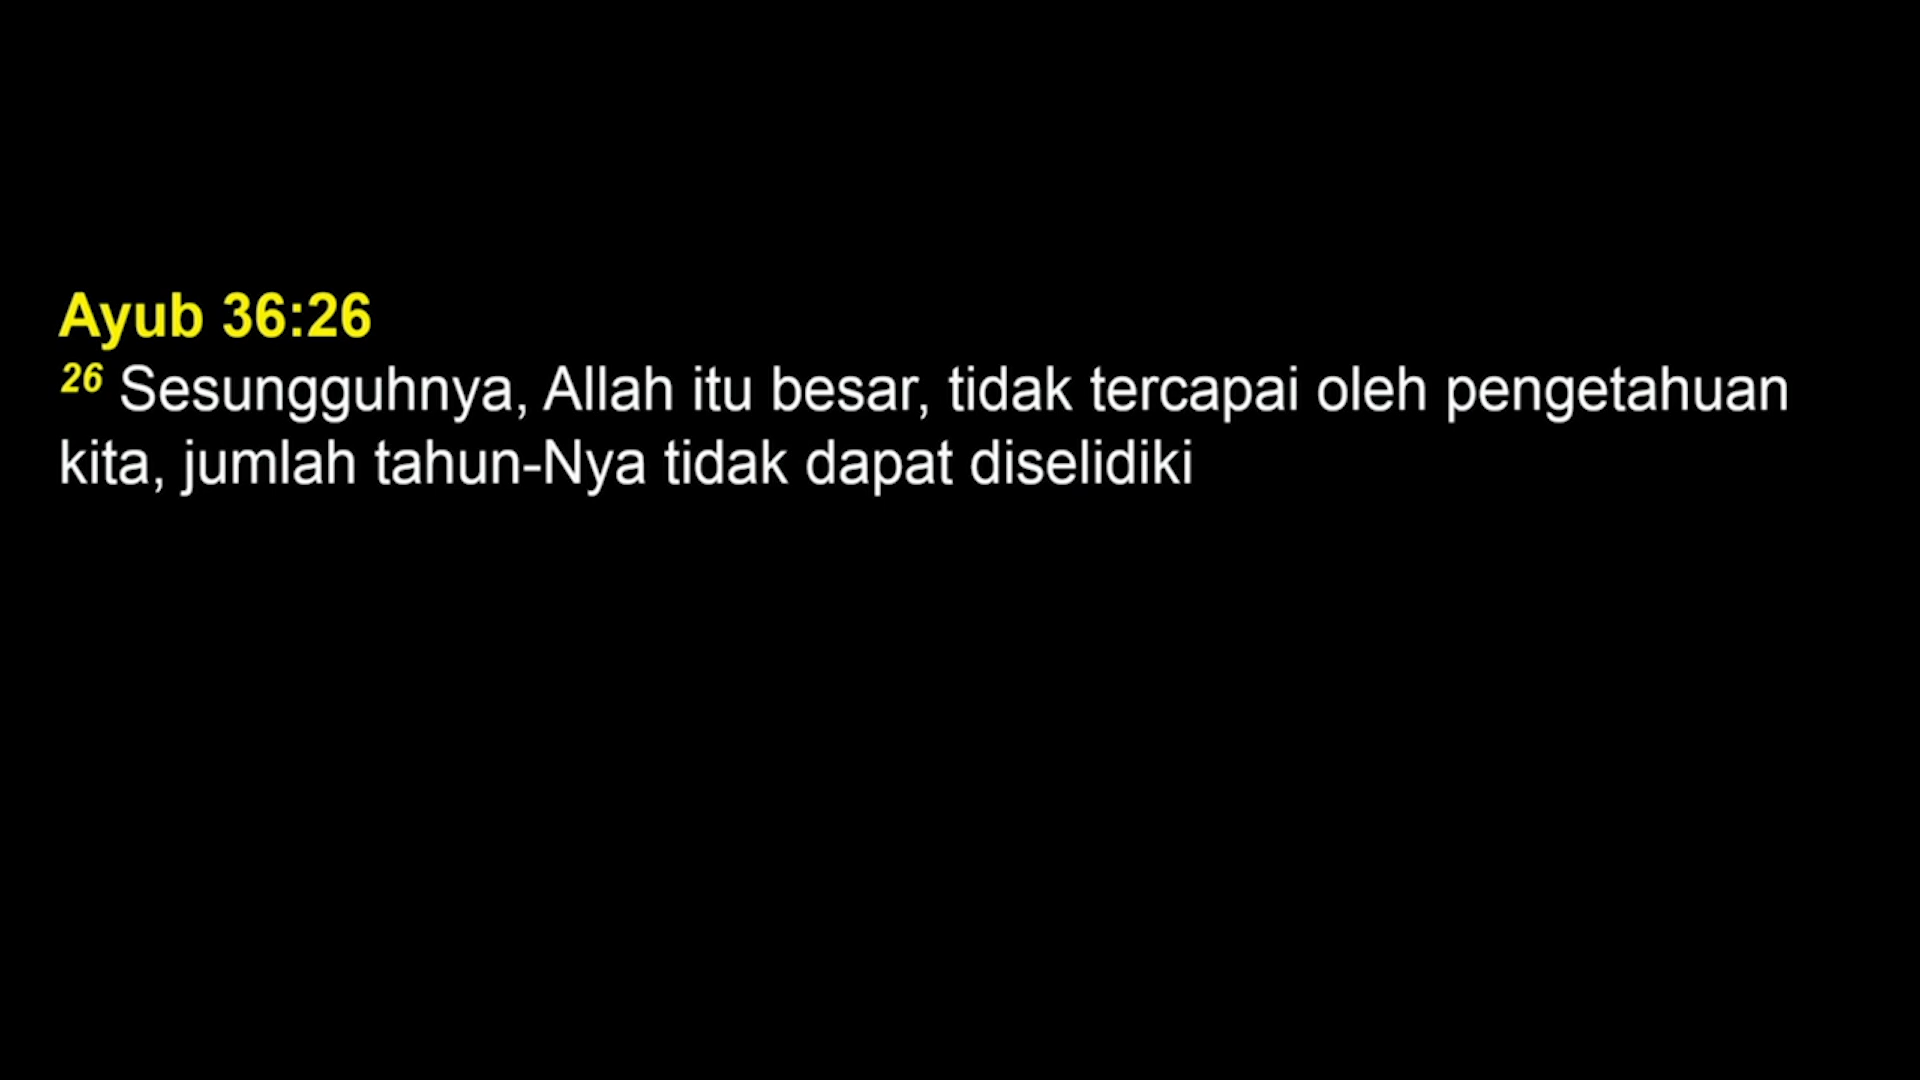 Ayub 36:26
26 Sesungguhnya, Allah itu besar, tidak tercapai oleh pengetahuan
kita, jumlah tahun-Nya tidak dapat diselidiki